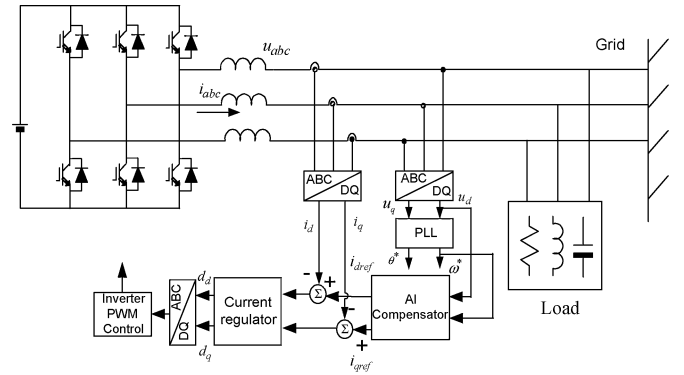 u_abc
Grid
i_abc
ABC
DQ
ABC
DQ
u_q
u_d
i_d
i_q
PLL
θ*
ω*
-
+
i_dref
Σ
-
d_d
ABC
DQ
Current
regulator
AI
Compensator
Inverter
PWM
Control
Σ
+
d_q
i_qref
Load